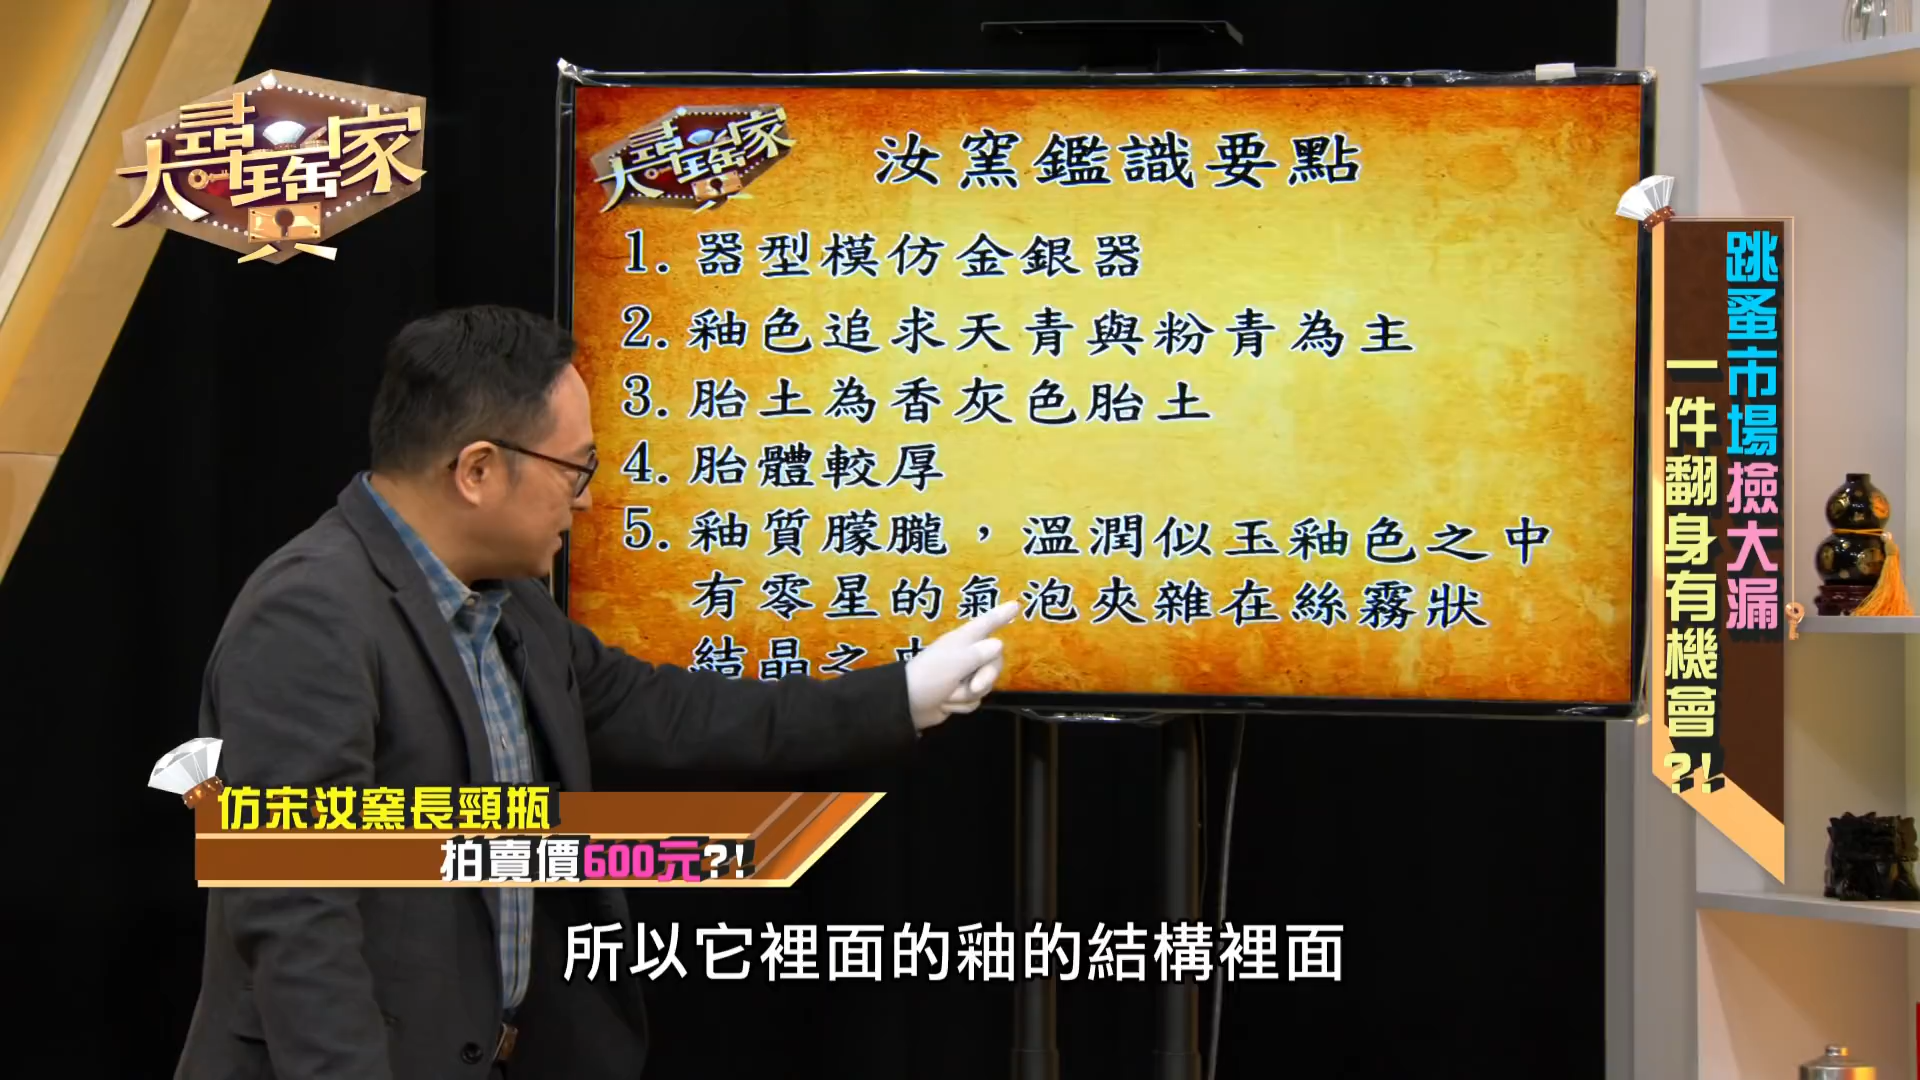 大尋寶家
大尋寶家
汝窯鑑識要點
1. 器型模仿金銀器
2. 釉色追求天青與粉青為主
3. 胎土為香灰色胎土
4. 胎體較厚
5. 釉質朦朧，溫潤似玉釉色之中
有零星的氣泡夾雜在絲霧狀
結晶之中
跳蚤市場撿大漏
一件翻身有機會?!
仿宋汝窯長頸瓶
拍賣價600元?!
所以它裡面的釉的結構裡面